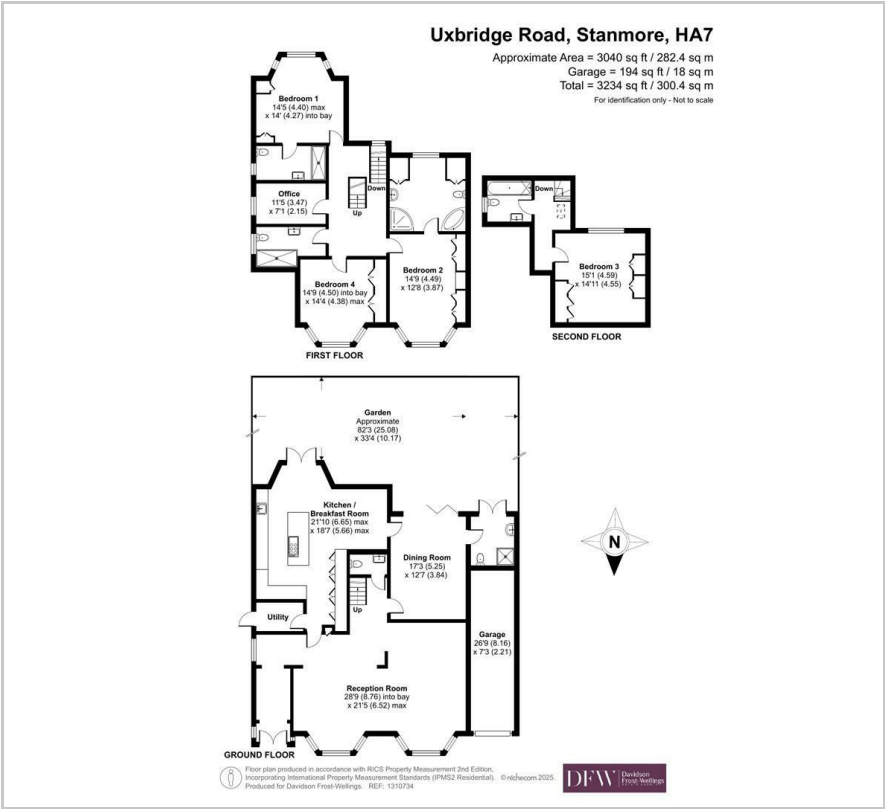 Uxbridge Road, Stanmore, HA7
Approximate Area = 3040 sq ft / 282.4 sq m
Garage = 194 sq ft / 18 sq m
Total = 3234 sq ft / 300.4 sq m
For identification only - Not to scale
Bedroom 1
14'5 (4.40) max
x 14' (4.27) into bay
Office
11'5 (3.47)
x 7'1 (2.15)
Down
Up
Bedroom 4
14'9 (4.50) into bay
x 14'4 (4.38) max
Bedroom 2
14'9 (4.49)
x 12'8 (3.87)
FIRST FLOOR
Down
Bedroom 3
15'1 (4.59)
x 14'11 (4.55)
SECOND FLOOR
Garden
Approximate
82'3 (25.08)
x 33'4 (10.17)
Kitchen /
Breakfast Room
21'10 (6.65) max
x 18'7 (5.66) max
Dining Room
17'3 (5.25)
x 12'7 (3.84)
Up
Utility
Garage
26'9 (8.16)
x 7'3 (2.21)
Reception Room
28'9 (8.76) into bay
x 21'5 (6.52) max
GROUND FLOOR
N
Floor plan produced in accordance with RICS Property Measurement 2nd Edition,
Incorporating International Property Measurement Standards (IPMS2 Residential). © nichecom 2025.
Produced for Davidson Frost-Wellings. REF: 1310734
DFW
Davidson
Frost-Wellings